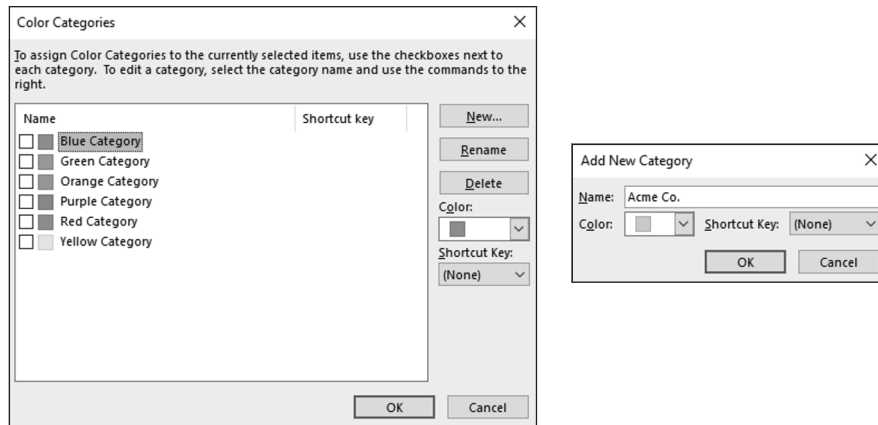 Color Categories
To assign Color Categories to the currently selected items, use the checkboxes next to
each category. To edit a category, select the category name and use the commands to the
right.
Name Shortcut key
Blue Category
Green Category
Orange Category
Purple Category
Red Category
Yellow Category
New...
Rename
Delete
Color:
Shortcut Key:
(None)
OK Cancel
Add New Category
Name: Acme Co.
Color: Shortcut Key: (None)
OK Cancel